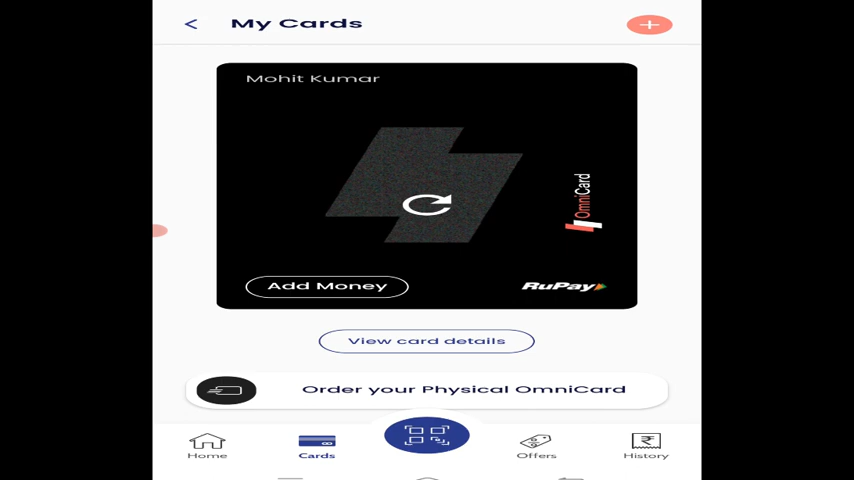 < My Cards +
Mohit Kumar
OmniCard
Add Money
RuPay
View card details
Order your Physical OmniCard
Home
Cards
Offers
History